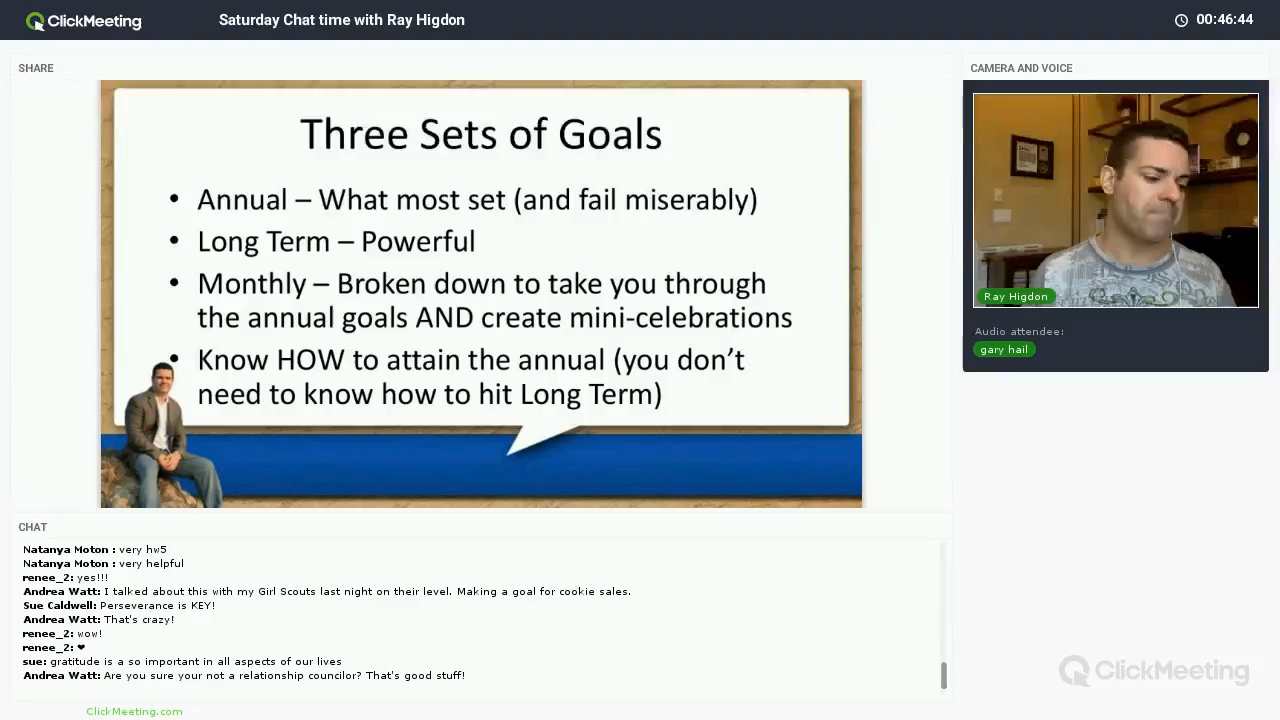 ClickMeeting
Saturday Chat time with Ray Higdon
00:46:44
SHARE
Three Sets of Goals
• Annual – What most set (and fail miserably)
• Long Term – Powerful
• Monthly – Broken down to take you through
the annual goals AND create mini-celebrations
• Know HOW to attain the annual (you don’t
need to know how to hit Long Term)
CAMERA AND VOICE
Ray Higdon
Audio attendee:
gary hail
CHAT
Natanya Moton : very hw5
Natanya Moton : very helpful
renee_2: yes!!!
Andrea Watt: I talked about this with my Girl Scouts last night on their level. Making a goal for cookie sales.
Sue Caldwell: Perseverance is KEY!
Andrea Watt: That's crazy!
renee_2: wow!
renee_2: ❤
sue: gratitude is a so important in all aspects of our lives
Andrea Watt: Are you sure your not a relationship councilor? That's good stuff!
ClickMeeting
ClickMeeting.com